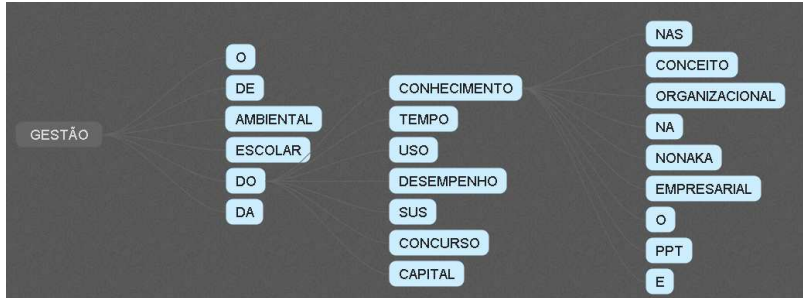 GESTÃO
O
DE
AMBIENTAL
ESCOLAR
DO
DA
CONHECIMENTO
TEMPO
USO
DESEMPENHO
SUS
CONCURSO
CAPITAL
NAS
CONCEITO
ORGANIZACIONAL
NA
NONAKA
EMPRESARIAL
O
PPT
E